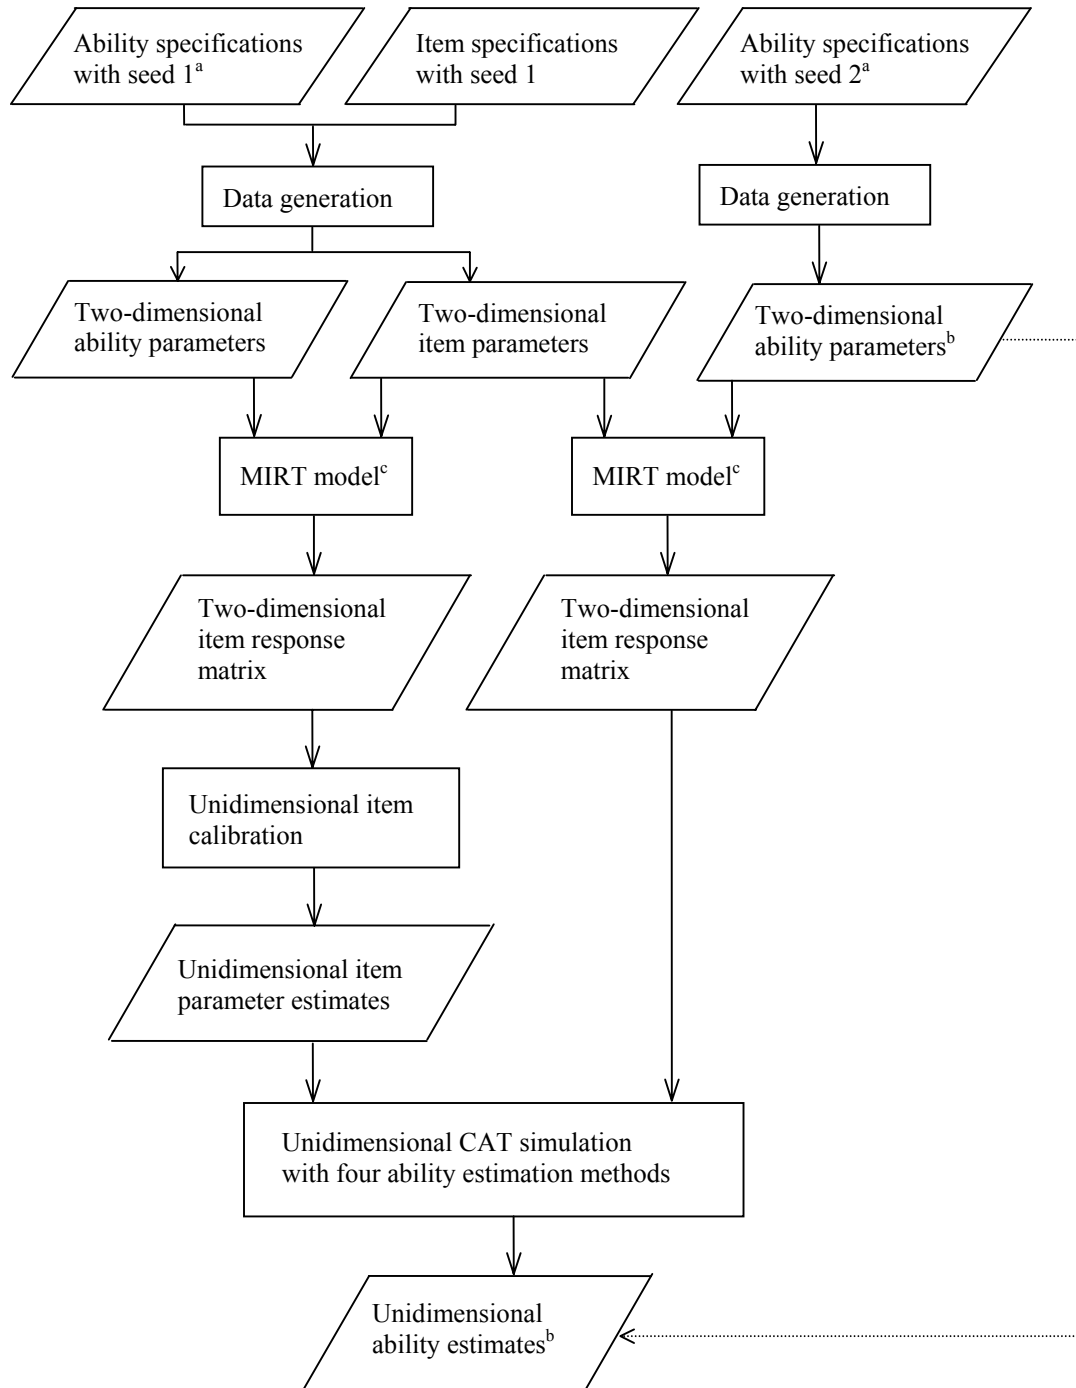 Ability specifications
with seed 1ᵃ
Item specifications
with seed 1
Ability specifications
with seed 2ᵃ
Data generation
Data generation
Two-dimensional
ability parameters
Two-dimensional
item parameters
Two-dimensional
ability parametersᵇ
MIRT modelᶜ
MIRT modelᶜ
Two-dimensional
item response
matrix
Two-dimensional
item response
matrix
Unidimensional item
calibration
Unidimensional item
parameter estimates
Unidimensional CAT simulation
with four ability estimation methods
Unidimensional
ability estimatesᵇ